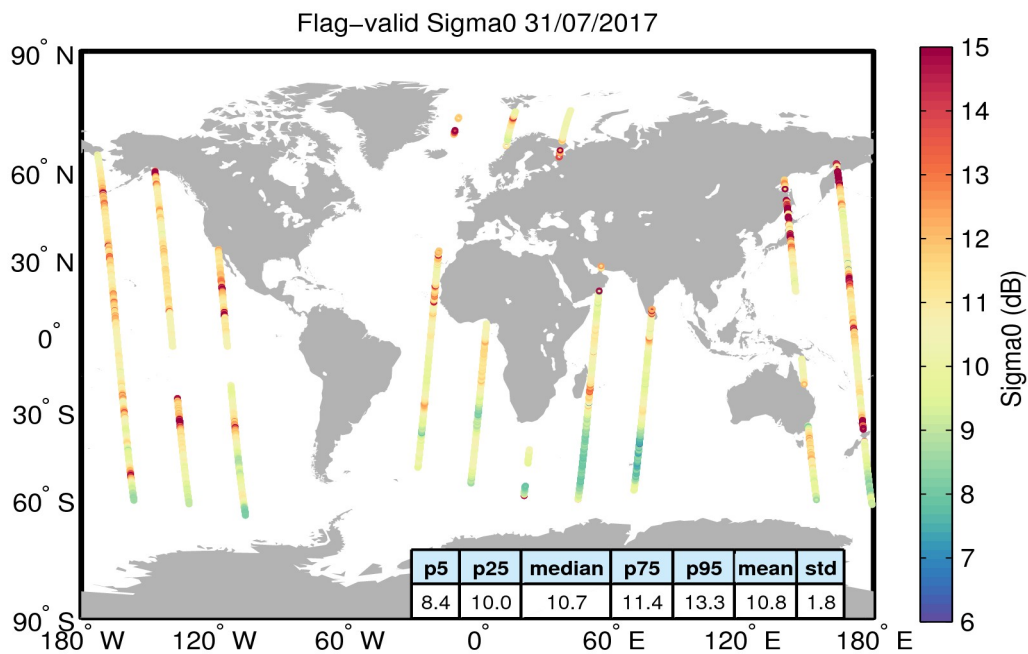 Flag−valid Sigma0 31/07/2017
90° N
60° N
30° N
0°
30° S
60° S
90° S
180° W
120° W
60° W
0°
60° E
120° E
180° E
15
14
13
12
11
10
9
8
7
6
Sigma0 (dB)
p5 p25 median p75 p95 mean std
8.4 10.0 10.7 11.4 13.3 10.8 1.8